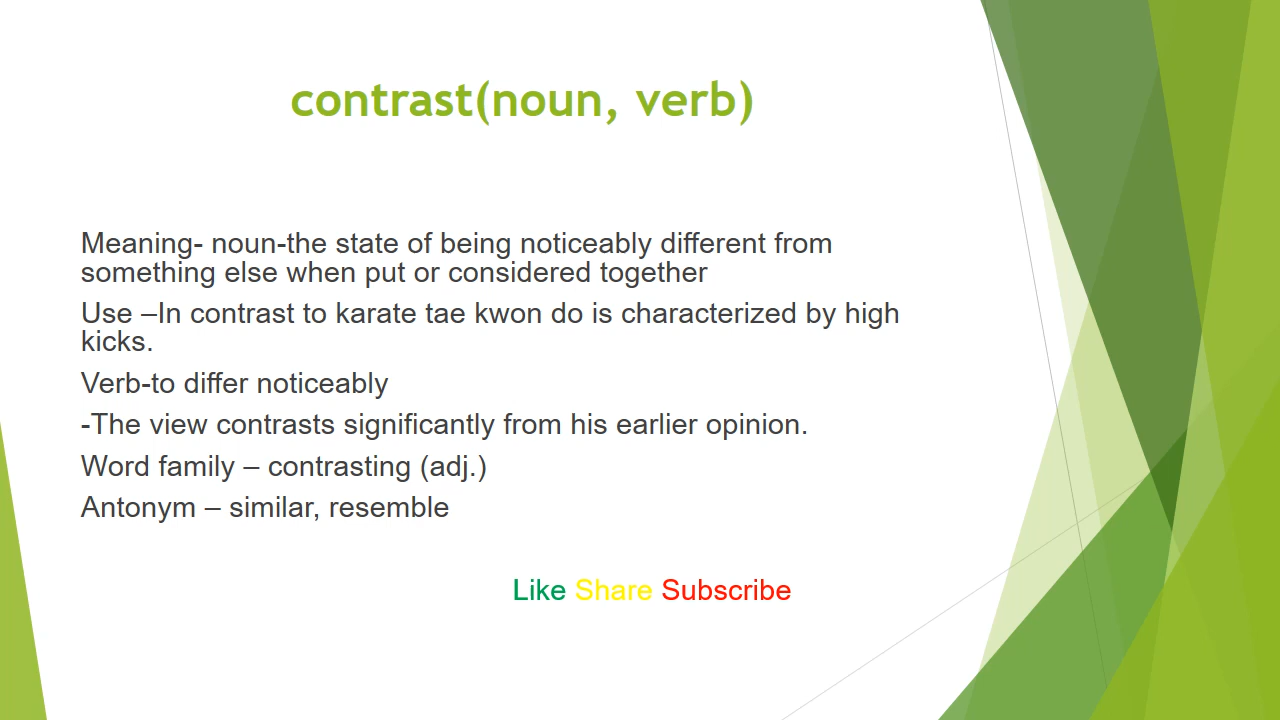 contrast(noun, verb)
Meaning- noun-the state of being noticeably different from
something else when put or considered together
Use –In contrast to karate tae kwon do is characterized by high
kicks.
Verb-to differ noticeably
-The view contrasts significantly from his earlier opinion.
Word family – contrasting (adj.)
Antonym – similar, resemble
Like Share Subscribe